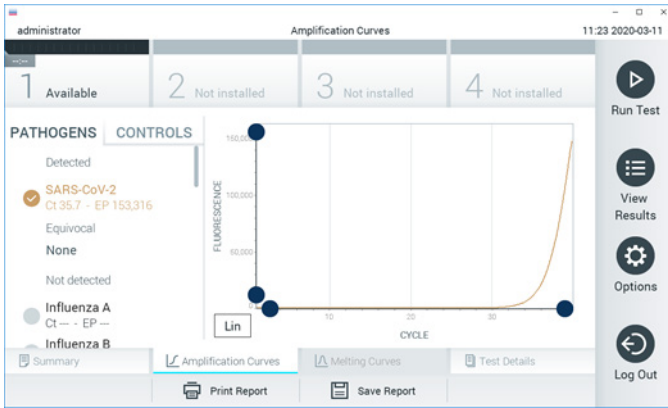 administrator
Amplification Curves
11:23 2020-03-11
--:--
1 Available
2 Not installed
3 Not installed
4 Not installed
Run Test
PATHOGENS
CONTROLS
Detected
SARS-CoV-2
Ct 35.7 - EP 153,316
Equivocal
None
Not detected
Influenza A
Ct --- - EP ---
Influenza B
150,000
100,000
50,000
0
FLUORESCENCE
10
20
30
CYCLE
Lin
View
Results
Options
Log Out
Summary
Amplification Curves
Melting Curves
Test Details
Print Report
Save Report